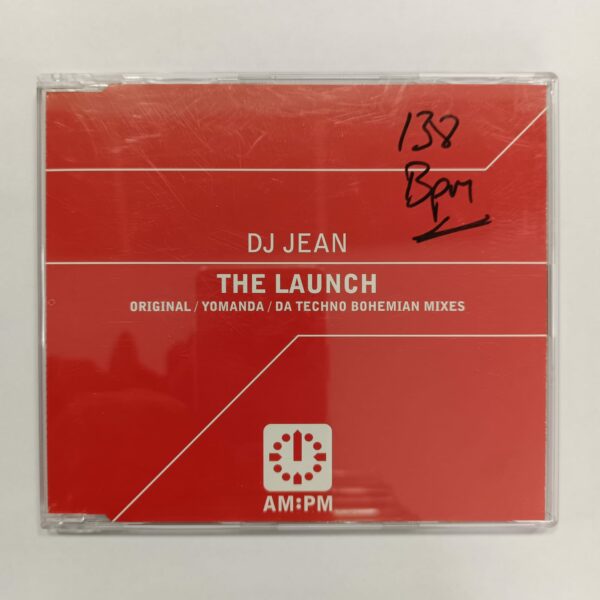 138
Bpm
DJ JEAN
THE LAUNCH
ORIGINAL / YOMANDA / DA TECHNO BOHEMIAN MIXES
AM:PM